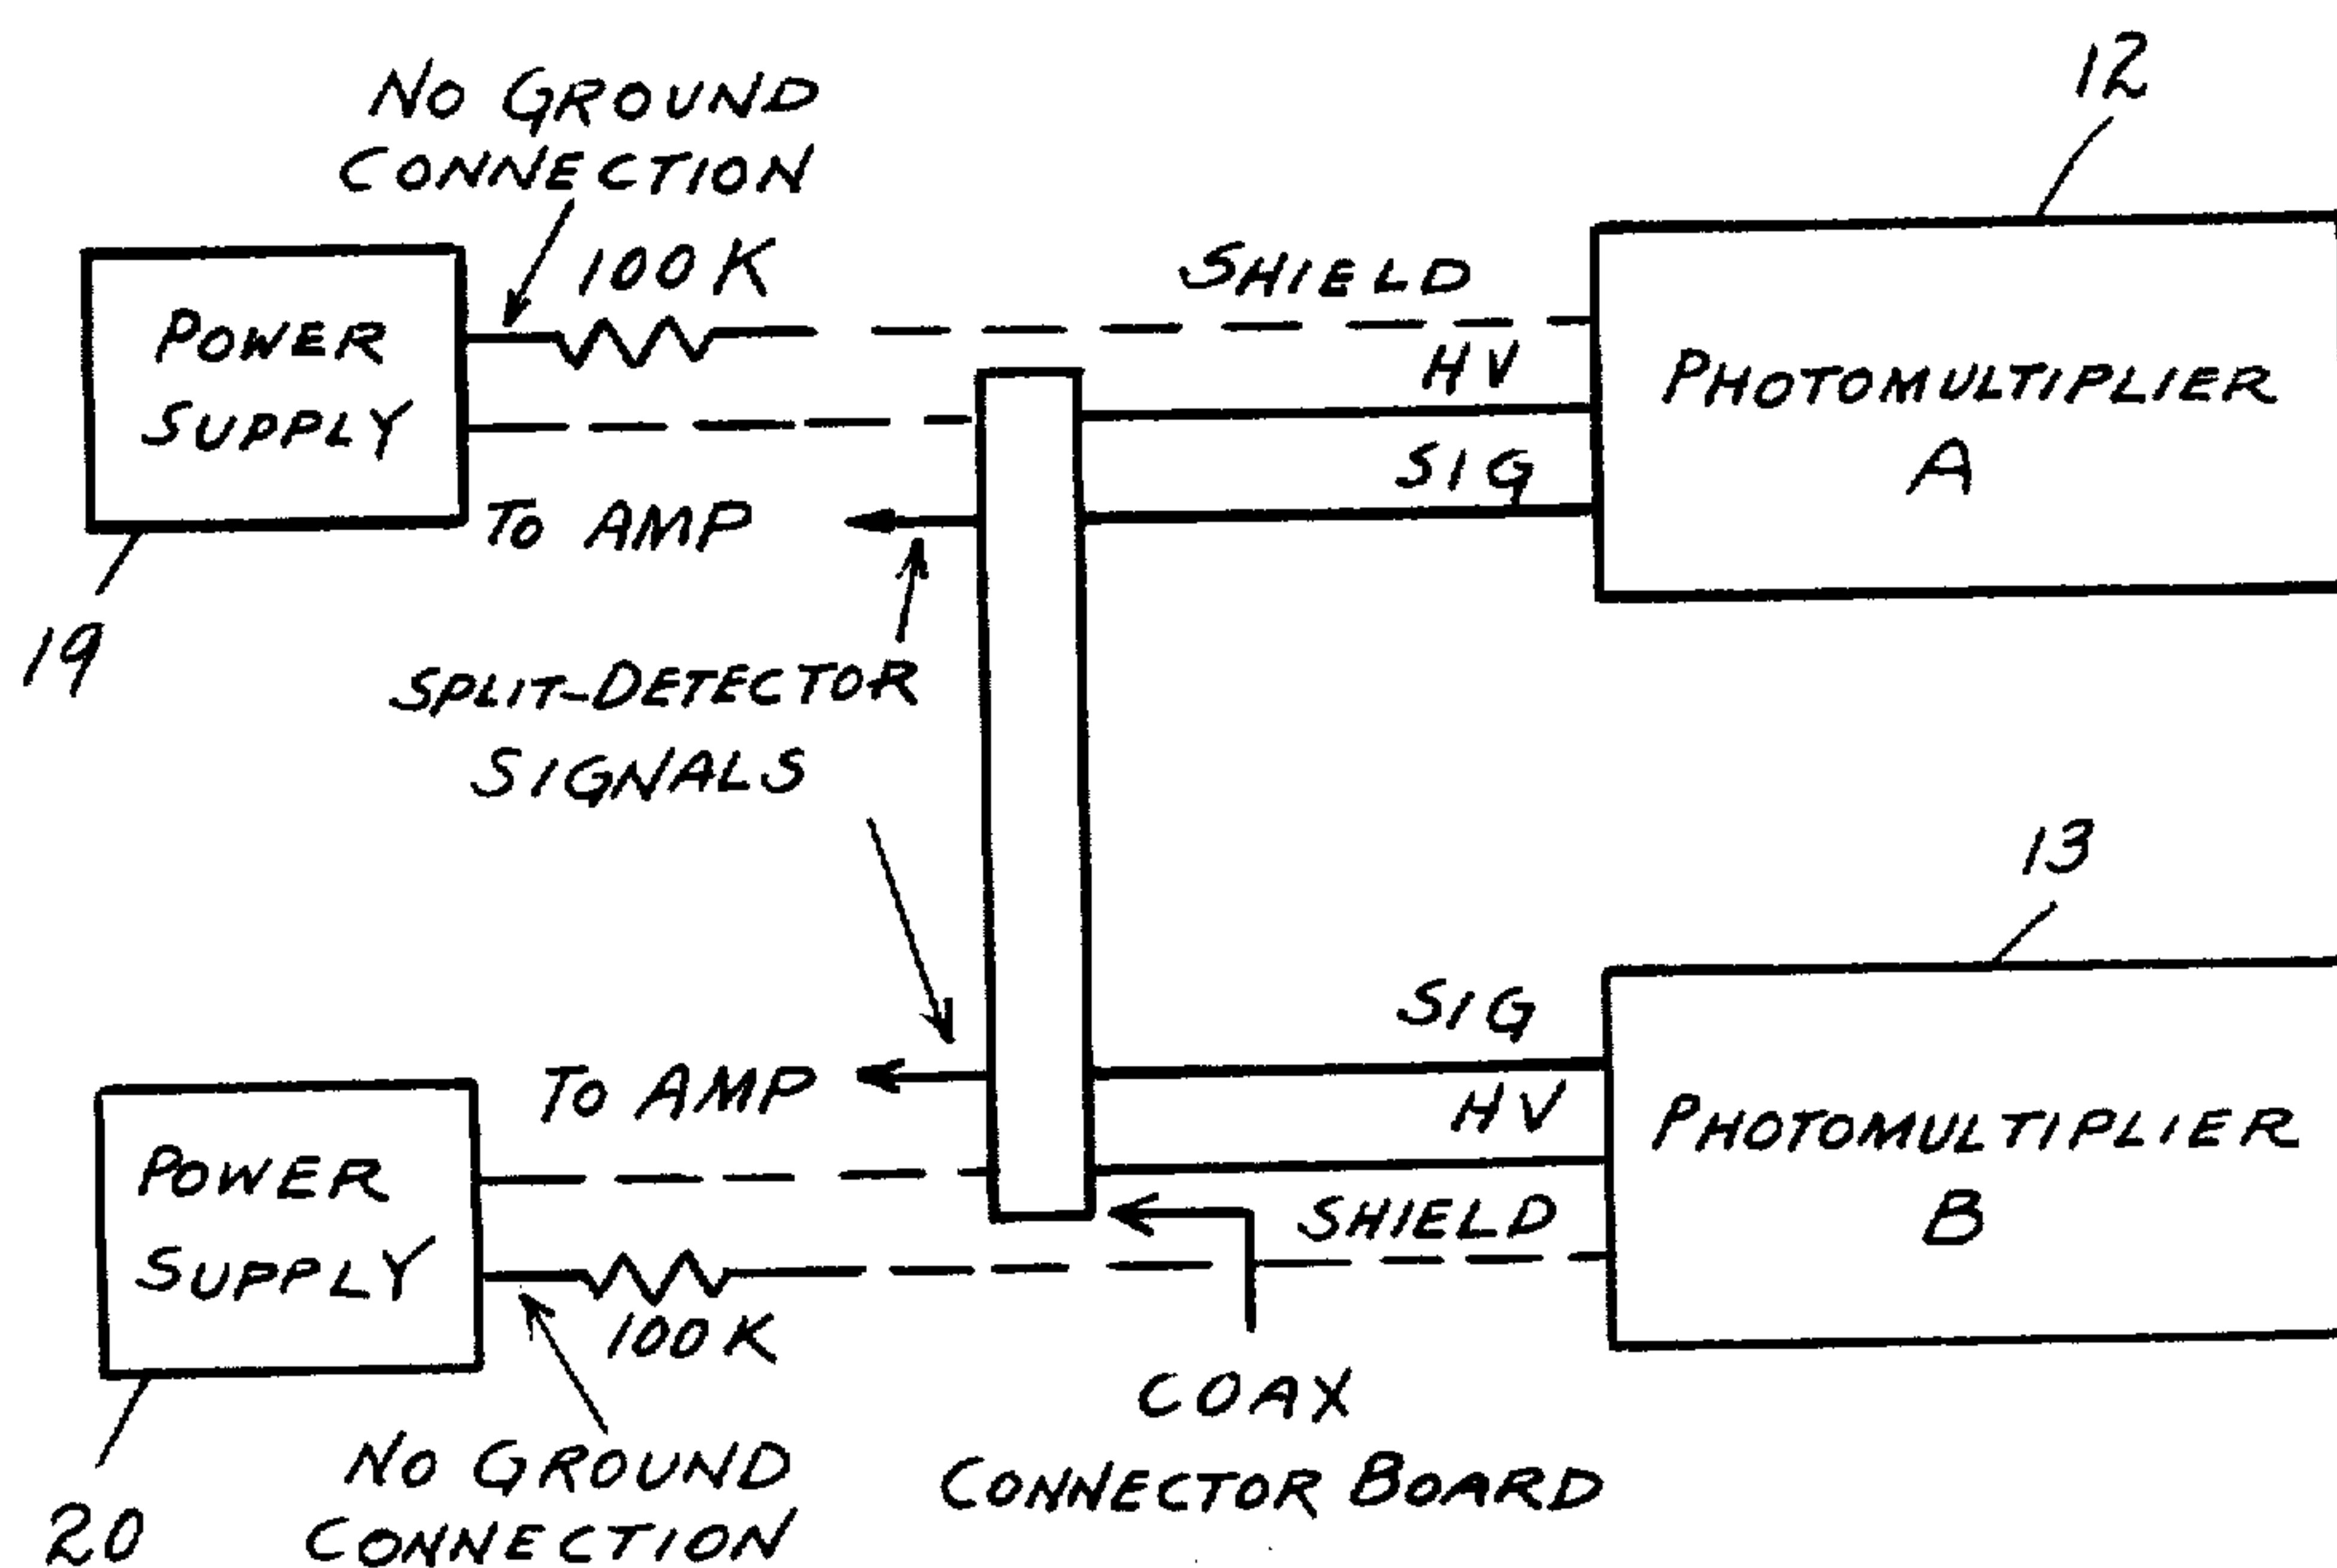 12
NO GROUND
CONNECTION
100K
SHIELD
POWER
SUPPLY
HV
PHOTOMULTIPLIER
A
SIG
TO AMP
19
SPLIT-DETECTOR
SIGNALS
13
SIG
TO AMP
HV
PHOTOMULTIPLIER
B
POWER
SUPPLY
SHIELD
100K
COAX
CONNECTOR BOARD
NO GROUND
CONNECTION
20